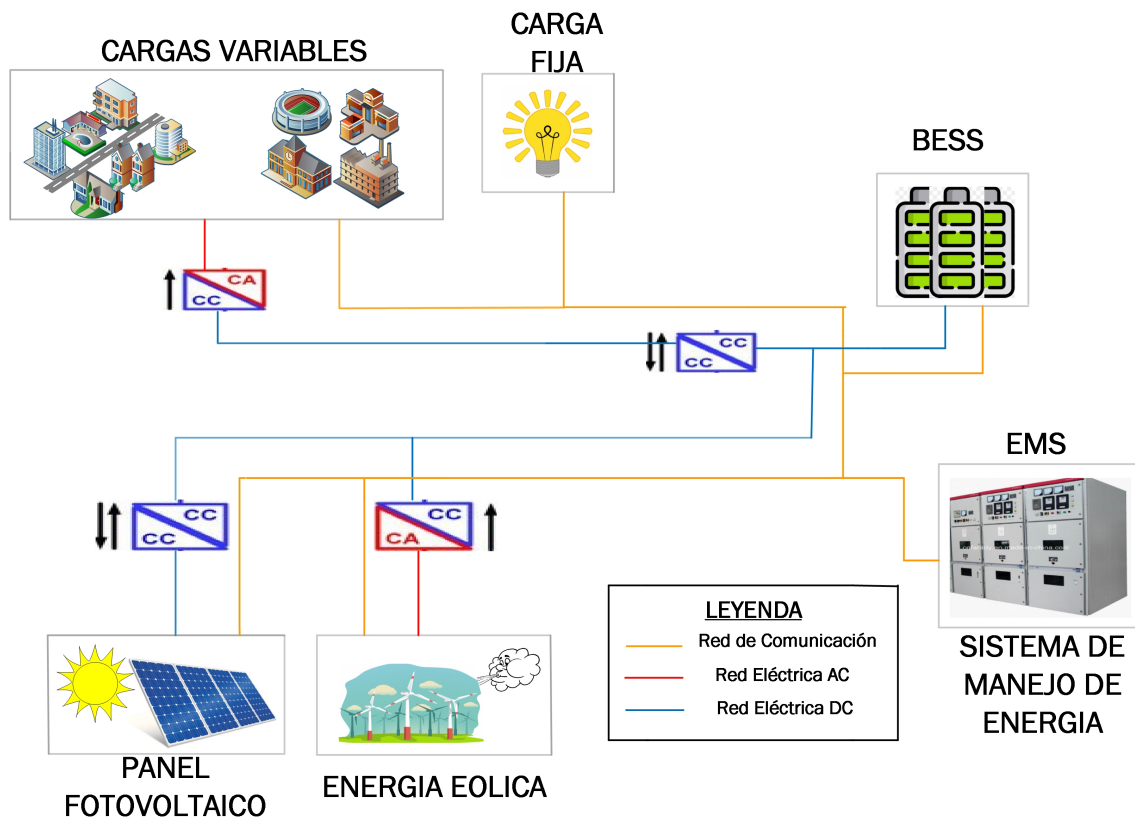 CARGAS VARIABLES
CARGA
FIJA
BESS
CA
CC
CC
CC
EMS
CC
CC
CC
CA
LEYENDA
Red de Comunicación
Red Eléctrica AC
Red Eléctrica DC
SISTEMA DE
MANEJO DE
ENERGIA
PANEL
FOTOVOLTAICO
ENERGIA EOLICA